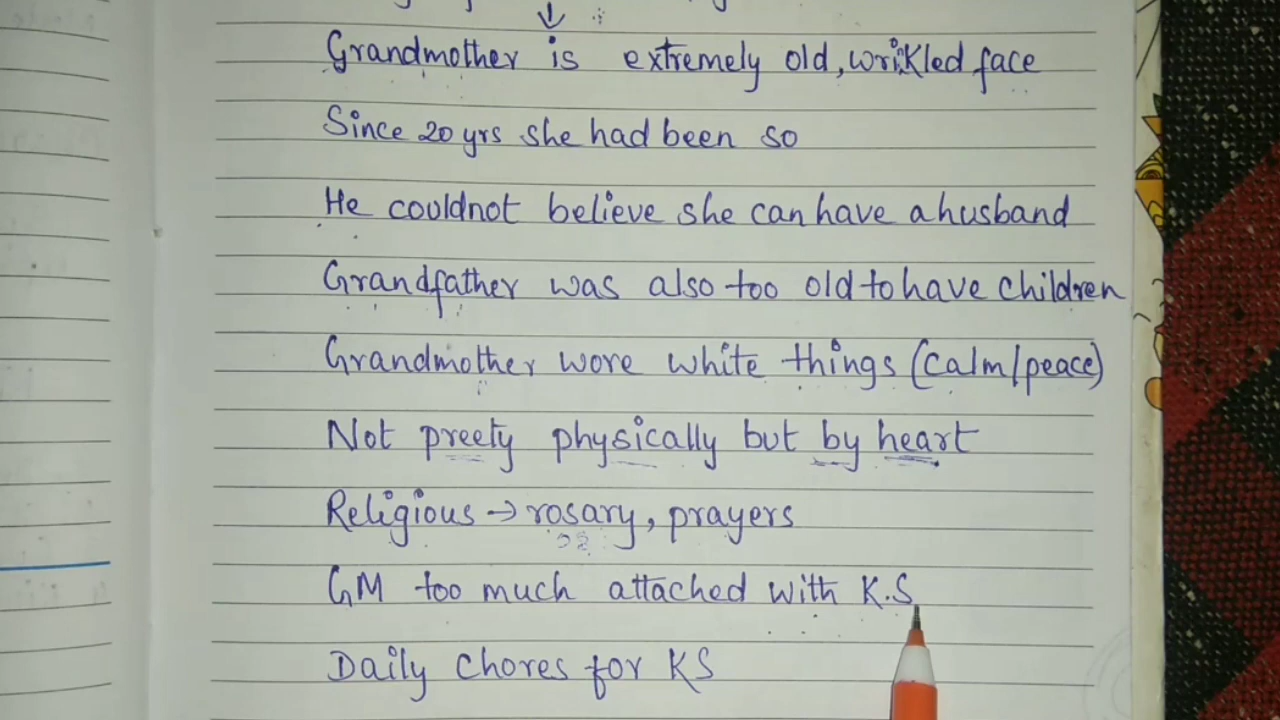 Grandmother is extremely old, wrikled face
Since 20 yrs she had been so
He couldnot believe she can have a husband
Grandfather was also too old to have children
Grandmother wore white things (calm/peace)
Not preety physically but by heart
Religious → rosary, prayers
GM too much attached with K.S
Daily chores for KS